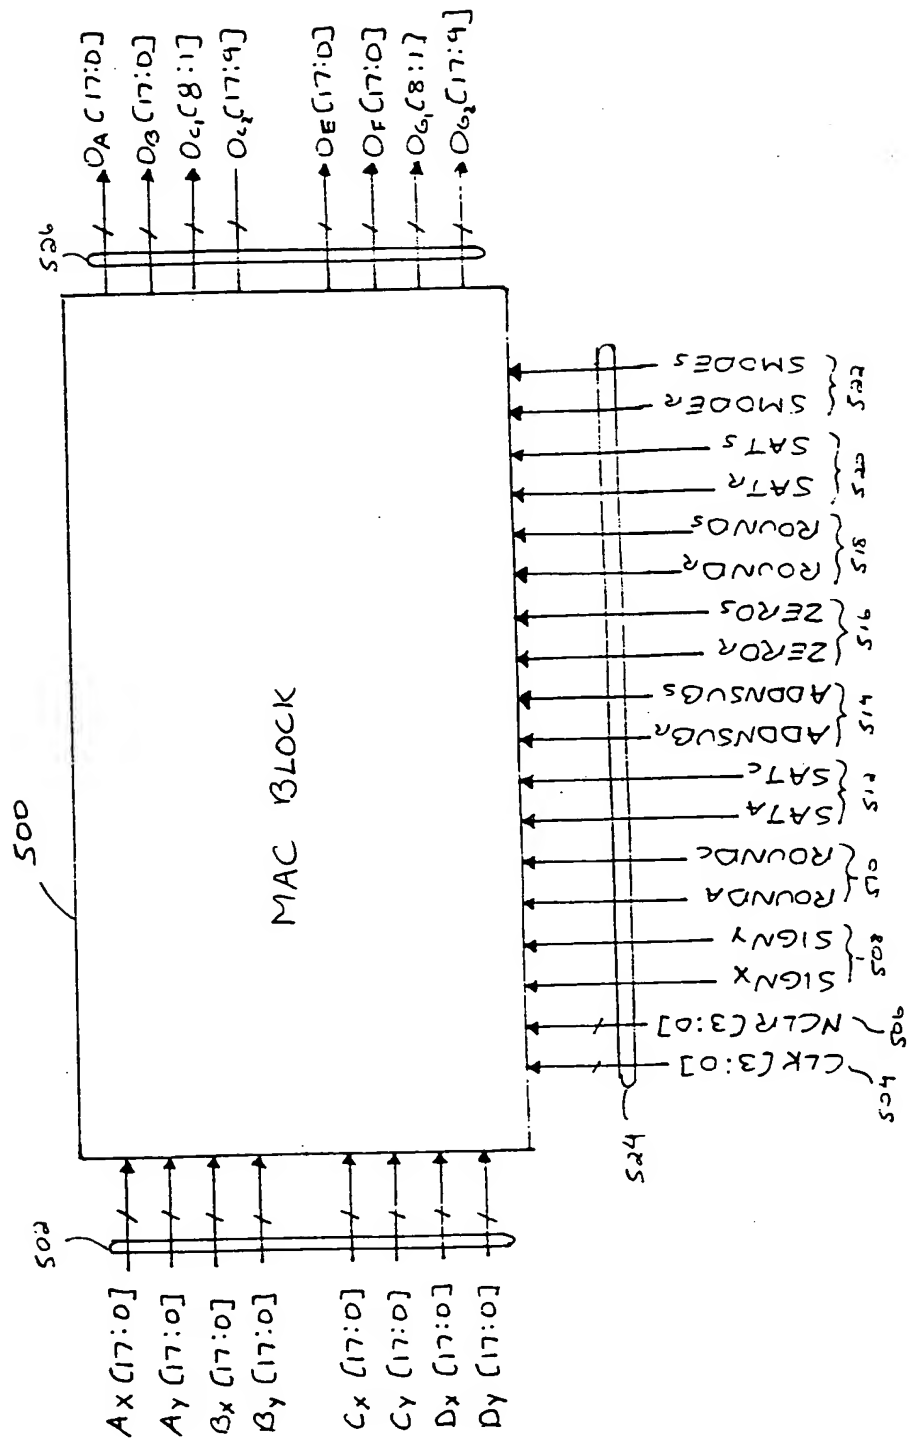 500
MAC BLOCK
502
Ax [17:0]
Ay [17:0]
Bx [17:0]
By [17:0]
Cx [17:0]
Cy [17:0]
Dx [17:0]
Dy [17:0]
526
OA [17:0]
OB [17:0]
OC1 [8:1]
OC2 [17:9]
OE [17:0]
OF [17:0]
OG1 [8:1]
OG2 [17:9]
524
CLK [3:0]
504
NCLR [3:0]
506
SIGNX
SIGNY
508
ROUNDA
ROUNDC
510
SATA
SATC
512
ADDNSUBR
ADDNSUBS
514
ZEROR
ZEROS
516
ROUNDR
ROUNDS
518
SATR
SATS
520
SMODER
SMODES
522